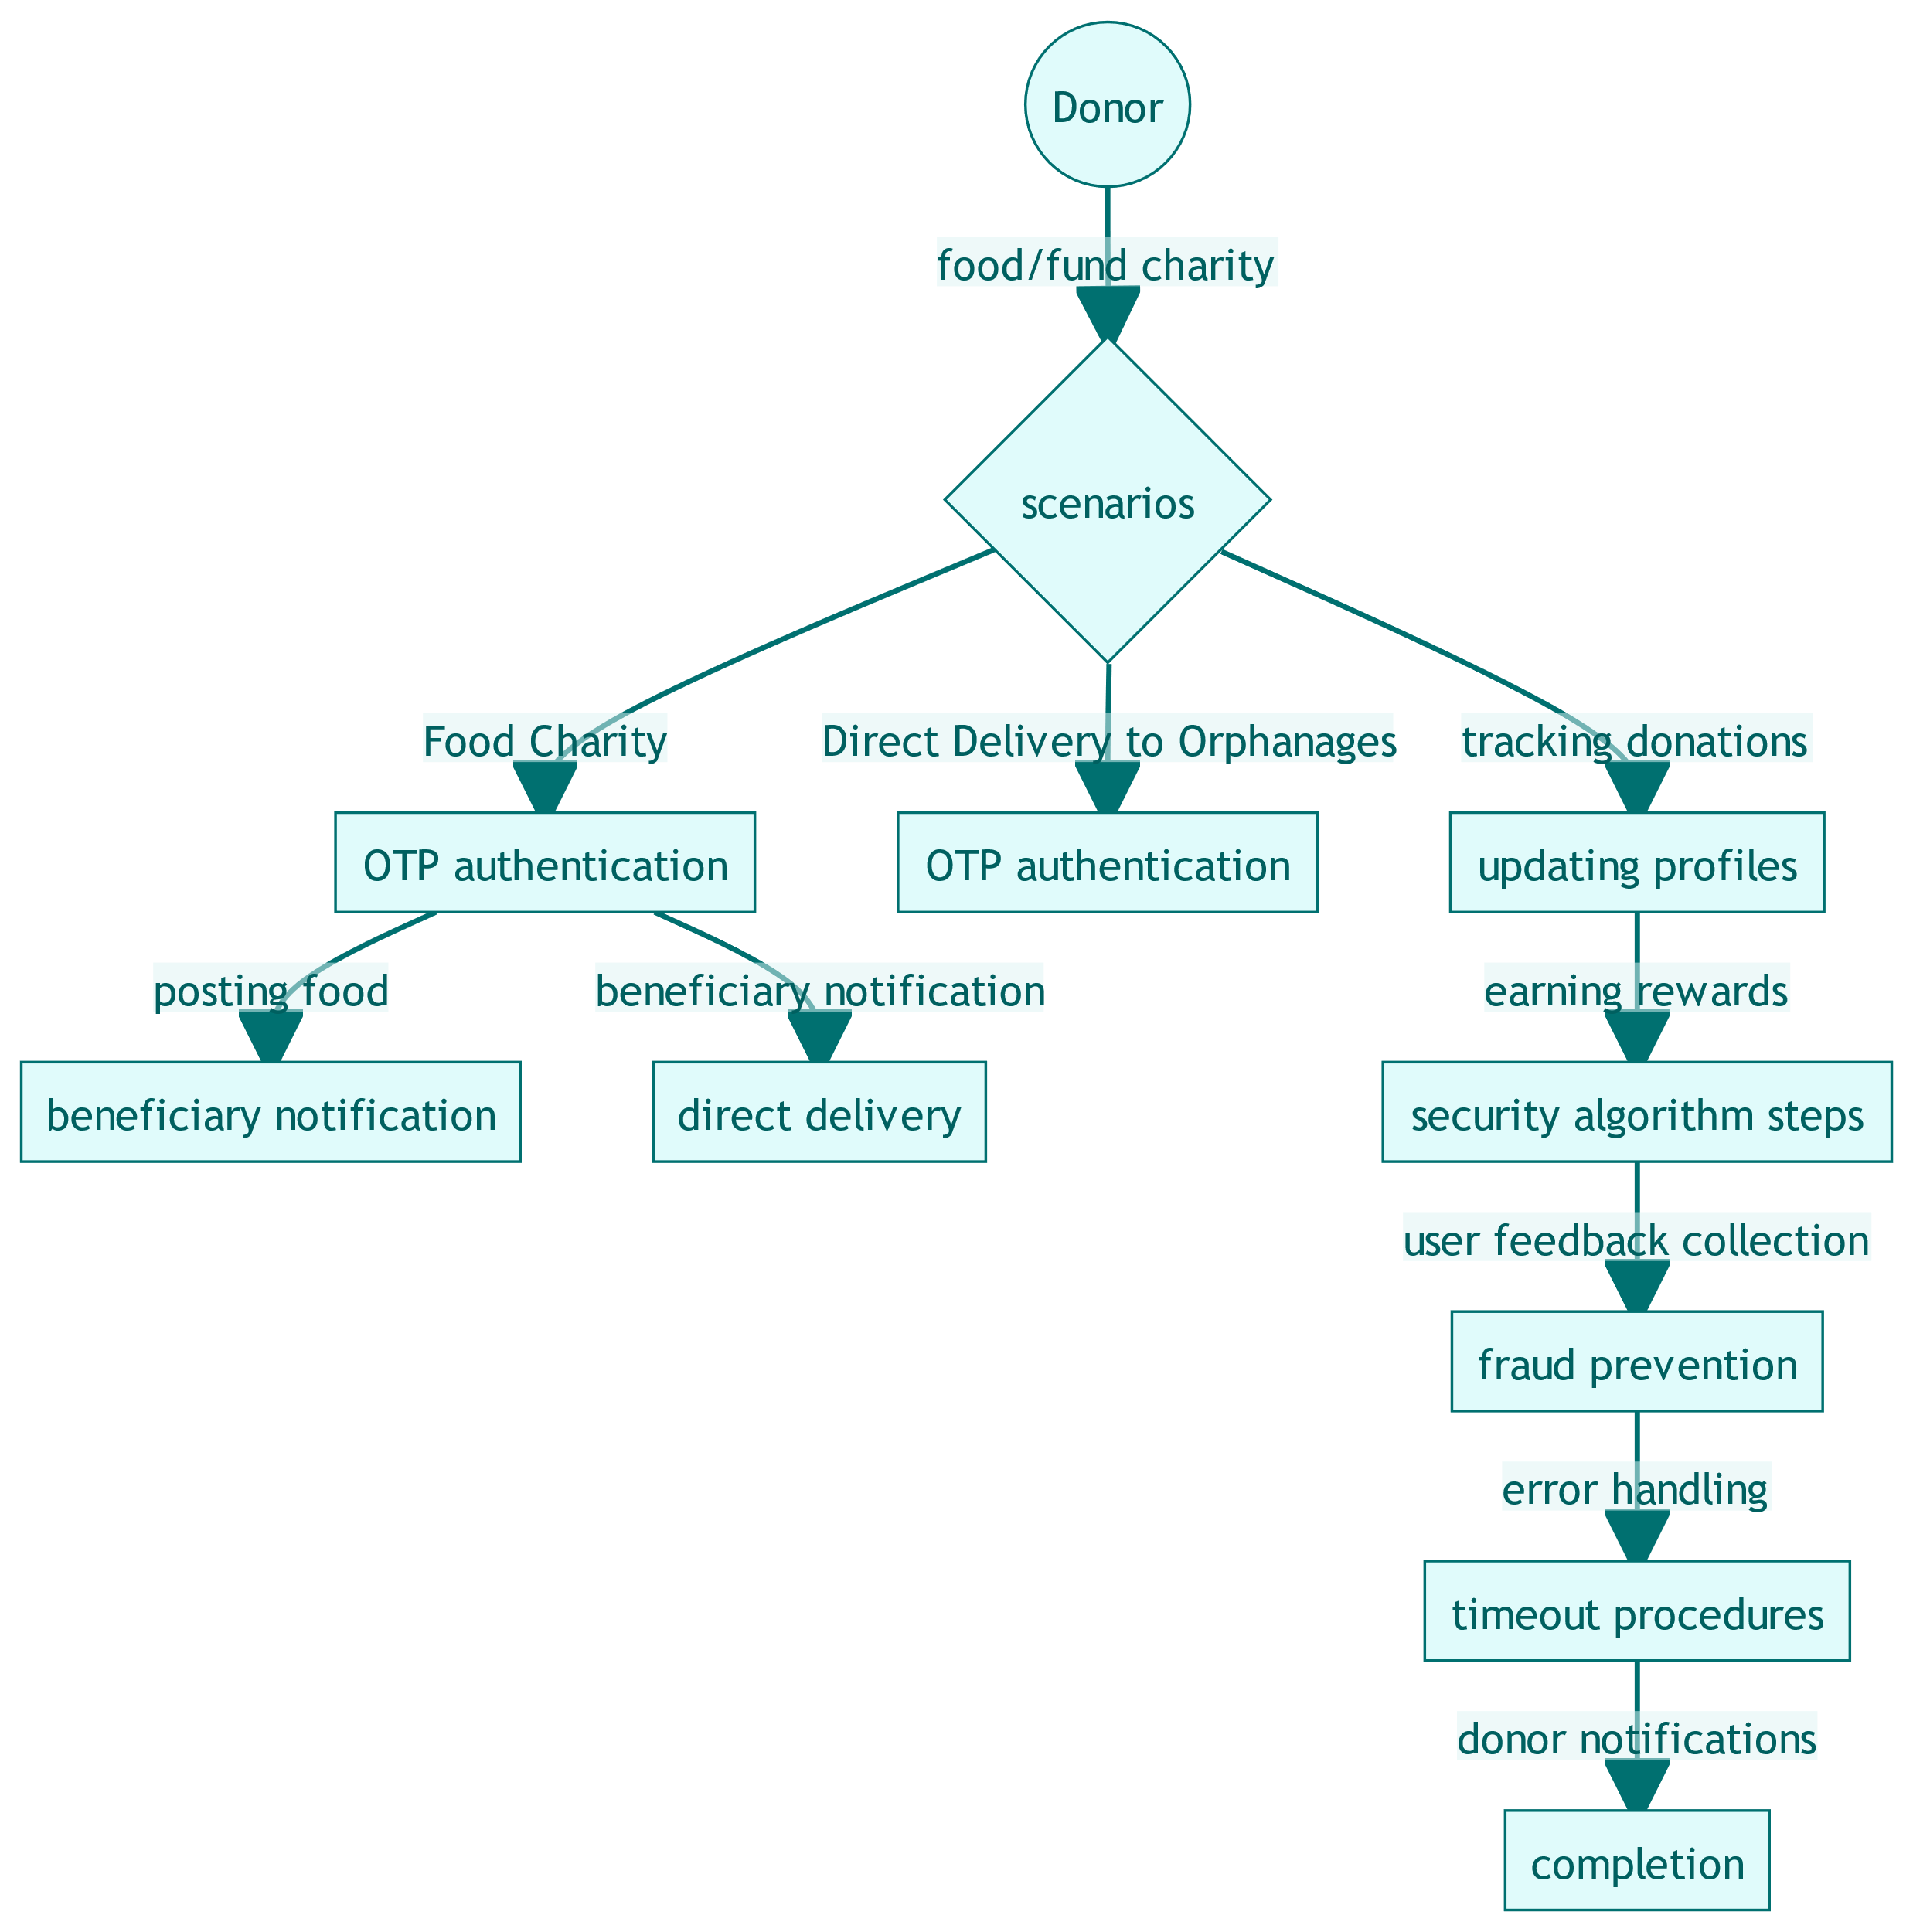 Donor
food/fund charity
scenarios
Food Charity
Direct Delivery to Orphanages
tracking donations
OTP authentication
OTP authentication
updating profiles
posting food
beneficiary notification
earning rewards
beneficiary notification
direct delivery
security algorithm steps
user feedback collection
fraud prevention
error handling
timeout procedures
donor notifications
completion